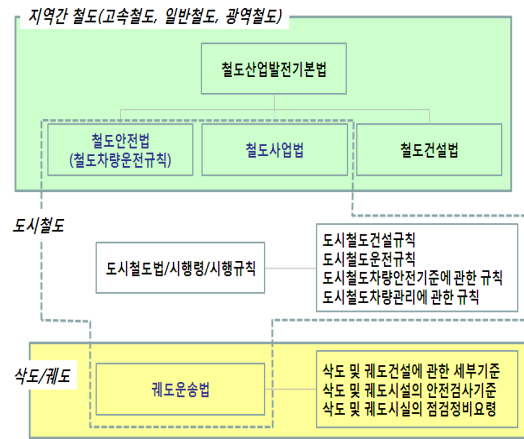 지역간 철도(고속철도, 일반철도, 광역철도)
철도산업발전기본법
철도안전법
(철도차량운전규칙)
철도사업법
철도건설법
도시철도
도시철도법/시행령/시행규칙
도시철도건설규칙
도시철도운전규칙
도시철도차량안전기준에 관한 규칙
도시철도차량관리에 관한 규칙
삭도/궤도
궤도운송법
삭도 및 궤도건설에 관한 세부기준
삭도 및 궤도시설의 안전검사기준
삭도 및 궤도시실의 점검정비요령